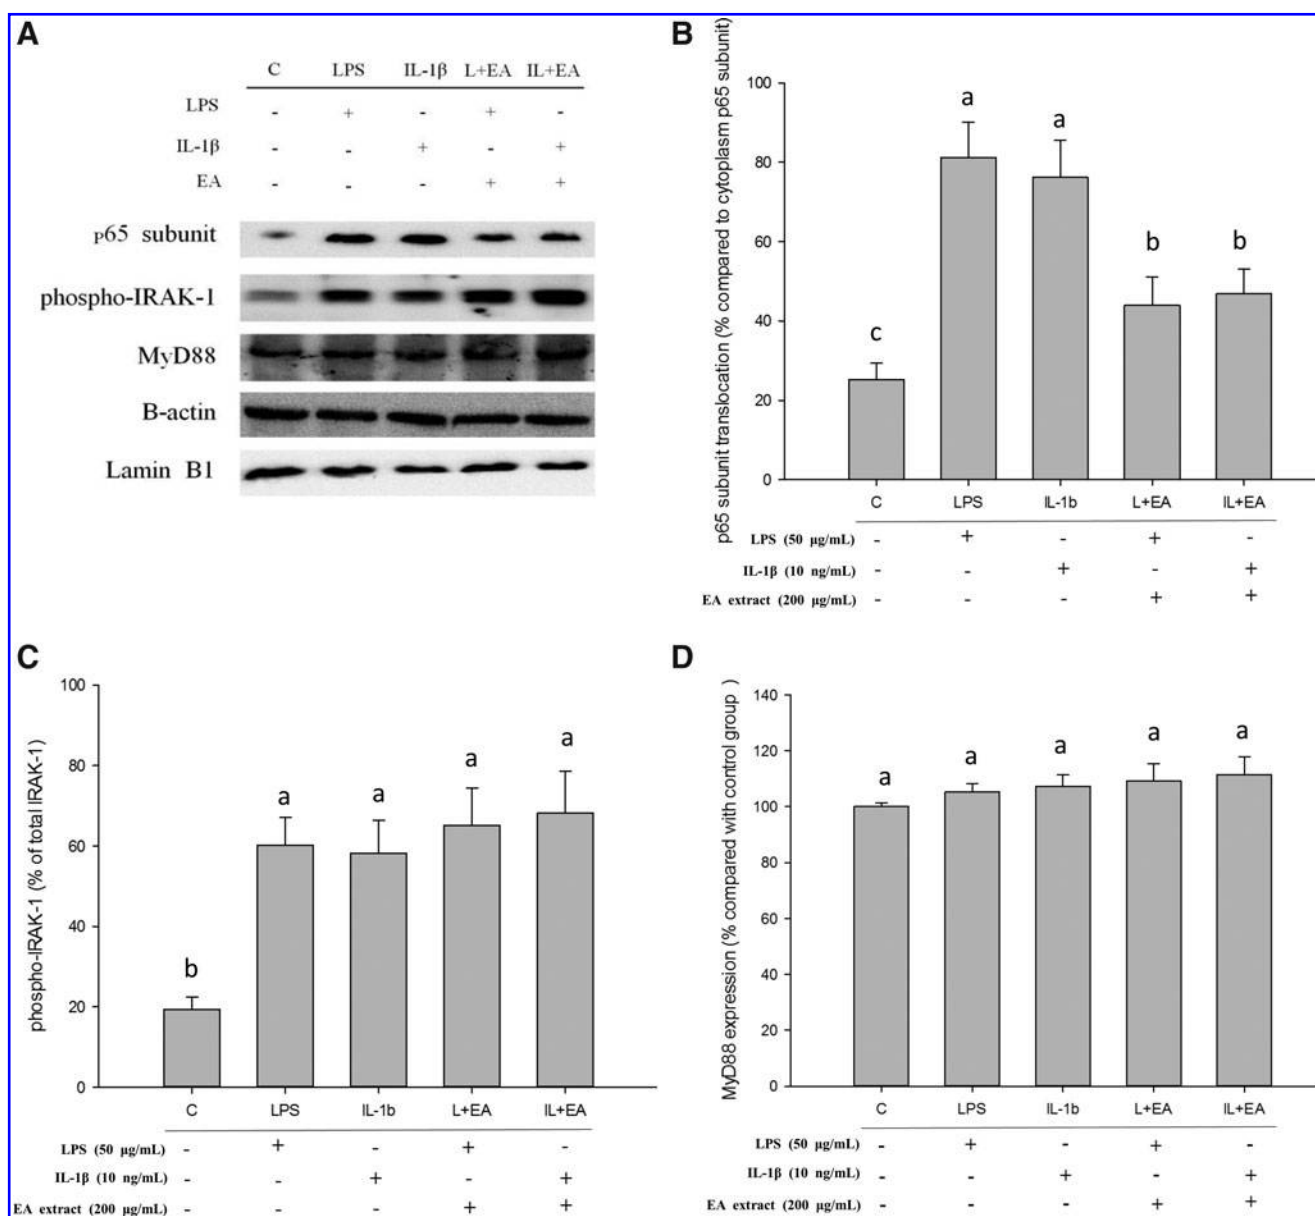 A
C LPS IL-1β L+EA IL+EA
LPS - + - + -
IL-1β - - + - +
EA - - - + +
p65 subunit
phospho-IRAK-1
MyD88
B-actin
Lamin B1
B
p65 subunit translocation (% compared to cytoplasm p65 subunit)
100
80
60
40
20
0
c a a b b
C LPS IL-1b L+EA IL+EA
LPS (50 μg/mL) - + - + -
IL-1β (10 ng/mL) - - + - +
EA extract (200 μg/mL) - - - + +
C
phospho-IRAK-1 (% of total IRAK-1)
100
80
60
40
20
0
b a a a a
C LPS IL-1b L+EA IL+EA
LPS (50 μg/mL) - + - + -
IL-1β (10 ng/mL) - - + - +
EA extract (200 μg/mL) - - - + +
D
MyD88 expression (% compared with control group )
140
120
100
80
60
40
20
0
a a a a a
C LPS IL-1b L+EA IL+EA
LPS (50 μg/mL) - + - + -
IL-1β (10 ng/mL) - - + - +
EA extract (200 μg/mL) - - - + +